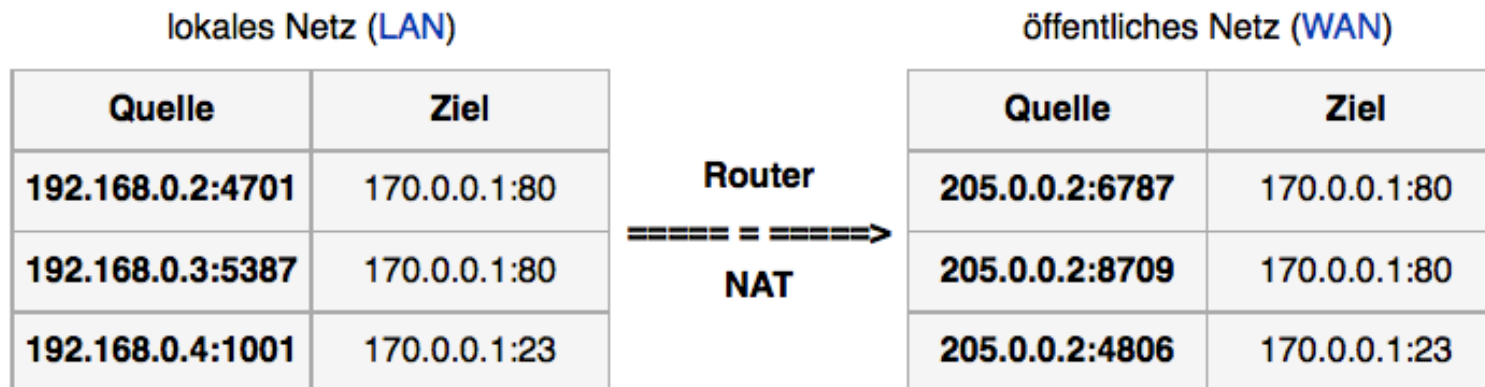 lokales Netz (LAN) öffentliches Netz (WAN)
Quelle Ziel Quelle Ziel
192.168.0.2:4701 170.0.0.1:80 Router 205.0.0.2:6787 170.0.0.1:80
===== = =====>
192.168.0.3:5387 170.0.0.1:80 NAT 205.0.0.2:8709 170.0.0.1:80
192.168.0.4:1001 170.0.0.1:23 205.0.0.2:4806 170.0.0.1:23